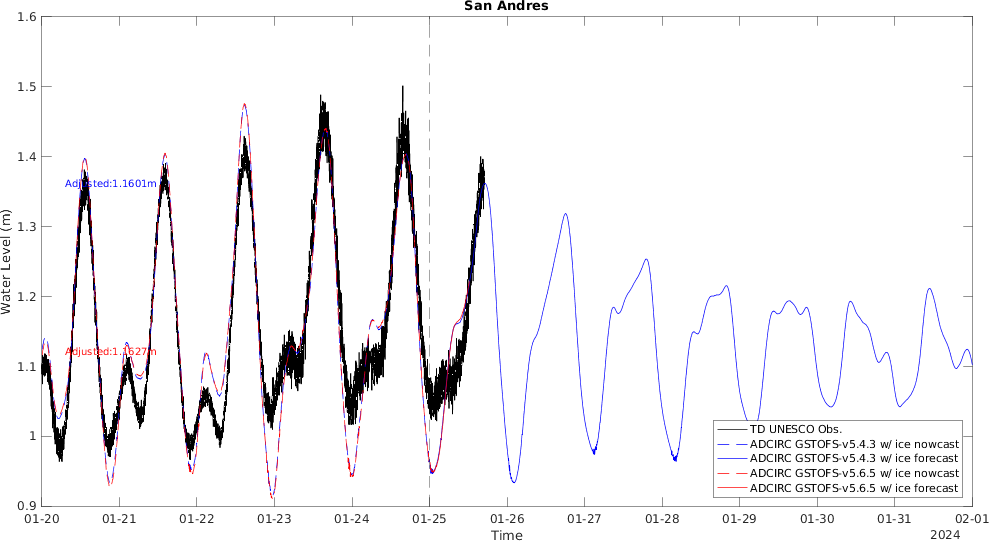 San Andres
1.6
1.5
1.4
1.3
1.2
1.1
1
0.9
Water Level (m)
Adjusted:1.1601m
Adjusted:1.1627m
TD UNESCO Obs.
ADCIRC GSTOFS-v5.4.3 w/ ice nowcast
ADCIRC GSTOFS-v5.4.3 w/ ice forecast
ADCIRC GSTOFS-v5.6.5 w/ ice nowcast
ADCIRC GSTOFS-v5.6.5 w/ ice forecast
01-20 01-21 01-22 01-23 01-24 01-25 01-26 01-27 01-28 01-29 01-30 01-31 02-01
Time
2024